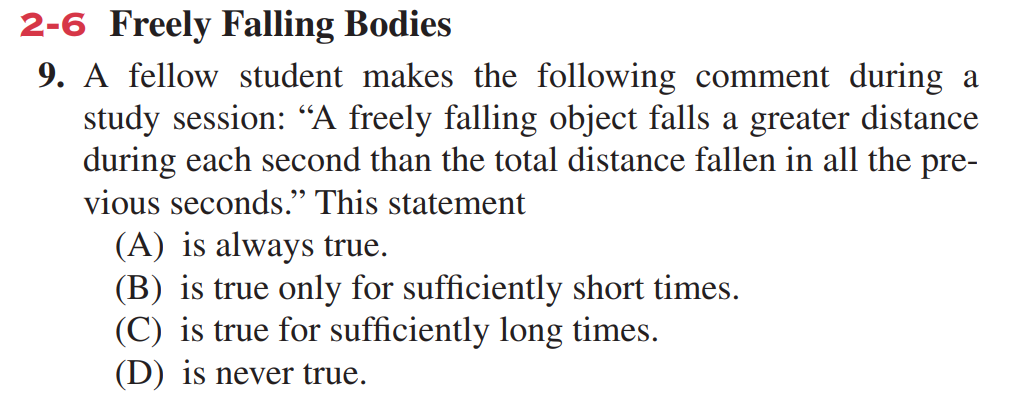 2-6 Freely Falling Bodies
9. A fellow student makes the following comment during a
study session: “A freely falling object falls a greater distance
during each second than the total distance fallen in all the pre-
vious seconds.” This statement
(A) is always true.
(B) is true only for sufficiently short times.
(C) is true for sufficiently long times.
(D) is never true.